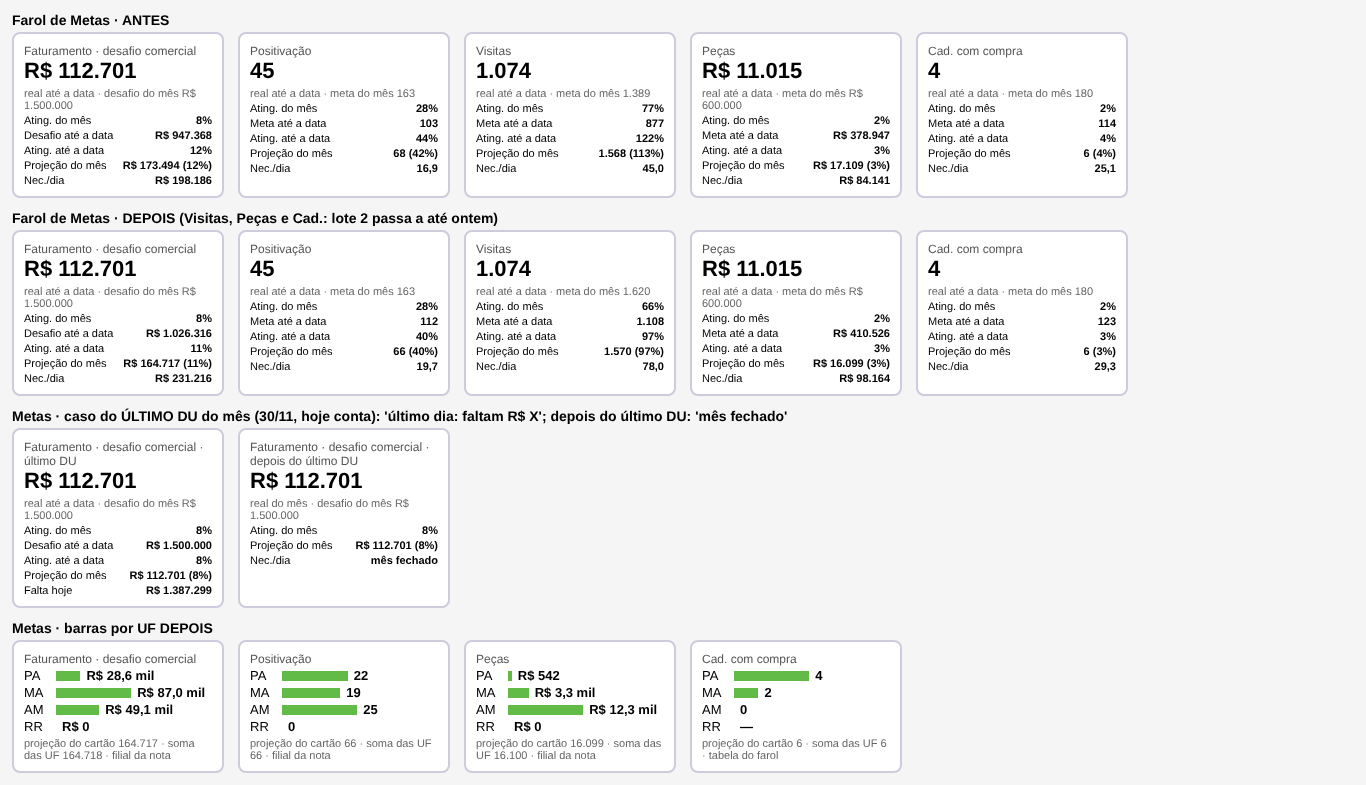 Farol de Metas · ANTES
Faturamento · desafio comercial
R$ 112.701
real até a data · desafio do mês R$
1.500.000
Ating. do mês 8%
Desafio até a data R$ 947.368
Ating. até a data 12%
Projeção do mês R$ 173.494 (12%)
Nec./dia R$ 198.186
Positivação
45
real até a data · meta do mês 163
Ating. do mês 28%
Meta até a data 103
Ating. até a data 44%
Projeção do mês 68 (42%)
Nec./dia 16,9
Visitas
1.074
real até a data · meta do mês 1.389
Ating. do mês 77%
Meta até a data 877
Ating. até a data 122%
Projeção do mês 1.568 (113%)
Nec./dia 45,0
Peças
R$ 11.015
real até a data · meta do mês R$
600.000
Ating. do mês 2%
Meta até a data R$ 378.947
Ating. até a data 3%
Projeção do mês R$ 17.109 (3%)
Nec./dia R$ 84.141
Cad. com compra
4
real até a data · meta do mês 180
Ating. do mês 2%
Meta até a data 114
Ating. até a data 4%
Projeção do mês 6 (4%)
Nec./dia 25,1
Farol de Metas · DEPOIS (Visitas, Peças e Cad.: lote 2 passa a até ontem)
Faturamento · desafio comercial
R$ 112.701
real até a data · desafio do mês R$
1.500.000
Ating. do mês 8%
Desafio até a data R$ 1.026.316
Ating. até a data 11%
Projeção do mês R$ 164.717 (11%)
Nec./dia R$ 231.216
Positivação
45
real até a data · meta do mês 163
Ating. do mês 28%
Meta até a data 112
Ating. até a data 40%
Projeção do mês 66 (40%)
Nec./dia 19,7
Visitas
1.074
real até a data · meta do mês 1.620
Ating. do mês 66%
Meta até a data 1.108
Ating. até a data 97%
Projeção do mês 1.570 (97%)
Nec./dia 78,0
Peças
R$ 11.015
real até a data · meta do mês R$
600.000
Ating. do mês 2%
Meta até a data R$ 410.526
Ating. até a data 3%
Projeção do mês R$ 16.099 (3%)
Nec./dia R$ 98.164
Cad. com compra
4
real até a data · meta do mês 180
Ating. do mês 2%
Meta até a data 123
Ating. até a data 3%
Projeção do mês 6 (3%)
Nec./dia 29,3
Metas · caso do ÚLTIMO DU do mês (30/11, hoje conta): 'último dia: faltam R$ X'; depois do último DU: 'mês fechado'
Faturamento · desafio comercial ·
último DU
R$ 112.701
real até a data · desafio do mês R$
1.500.000
Ating. do mês 8%
Desafio até a data R$ 1.500.000
Ating. até a data 8%
Projeção do mês R$ 112.701 (8%)
Falta hoje R$ 1.387.299
Faturamento · desafio comercial ·
depois do último DU
R$ 112.701
real do mês · desafio do mês R$
1.500.000
Ating. do mês 8%
Projeção do mês R$ 112.701 (8%)
Nec./dia mês fechado
Metas · barras por UF DEPOIS
Faturamento · desafio comercial
PA R$ 28,6 mil
MA R$ 87,0 mil
AM R$ 49,1 mil
RR R$ 0
projeção do cartão 164.717 · soma
das UF 164.718 · filial da nota
Positivação
PA 22
MA 19
AM 25
RR 0
projeção do cartão 66 · soma das UF
66 · filial da nota
Peças
PA R$ 542
MA R$ 3,3 mil
AM R$ 12,3 mil
RR R$ 0
projeção do cartão 16.099 · soma das
UF 16.100 · filial da nota
Cad. com compra
PA 4
MA 2
AM 0
RR —
projeção do cartão 6 · soma das UF 6
· tabela do farol